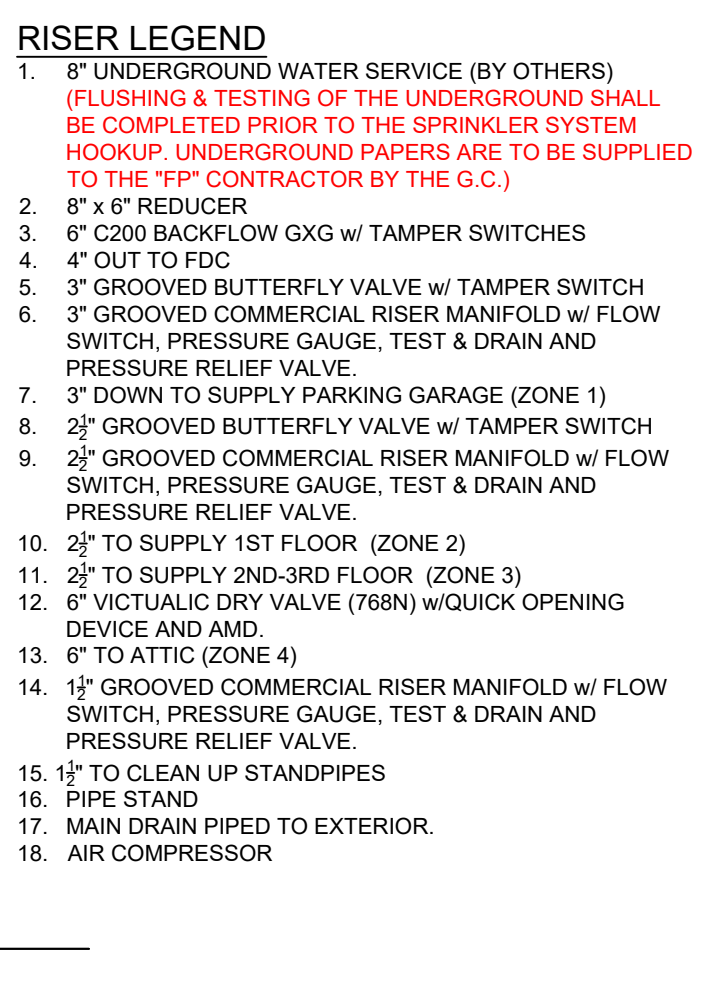 RISER LEGEND
1. 8" UNDERGROUND WATER SERVICE (BY OTHERS)
(FLUSHING & TESTING OF THE UNDERGROUND SHALL
BE COMPLETED PRIOR TO THE SPRINKLER SYSTEM
HOOKUP. UNDERGROUND PAPERS ARE TO BE SUPPLIED
TO THE "FP" CONTRACTOR BY THE G.C.)
2. 8" x 6" REDUCER
3. 6" C200 BACKFLOW GXG w/ TAMPER SWITCHES
4. 4" OUT TO FDC
5. 3" GROOVED BUTTERFLY VALVE w/ TAMPER SWITCH
6. 3" GROOVED COMMERCIAL RISER MANIFOLD w/ FLOW
SWITCH, PRESSURE GAUGE, TEST & DRAIN AND
PRESSURE RELIEF VALVE.
7. 3" DOWN TO SUPPLY PARKING GARAGE (ZONE 1)
8. 2½" GROOVED BUTTERFLY VALVE w/ TAMPER SWITCH
9. 2½" GROOVED COMMERCIAL RISER MANIFOLD w/ FLOW
SWITCH, PRESSURE GAUGE, TEST & DRAIN AND
PRESSURE RELIEF VALVE.
10. 2½" TO SUPPLY 1ST FLOOR (ZONE 2)
11. 2½" TO SUPPLY 2ND-3RD FLOOR (ZONE 3)
12. 6" VICTUALIC DRY VALVE (768N) w/QUICK OPENING
DEVICE AND AMD.
13. 6" TO ATTIC (ZONE 4)
14. 1½" GROOVED COMMERCIAL RISER MANIFOLD w/ FLOW
SWITCH, PRESSURE GAUGE, TEST & DRAIN AND
PRESSURE RELIEF VALVE.
15. 1½" TO CLEAN UP STANDPIPES
16. PIPE STAND
17. MAIN DRAIN PIPED TO EXTERIOR.
18. AIR COMPRESSOR